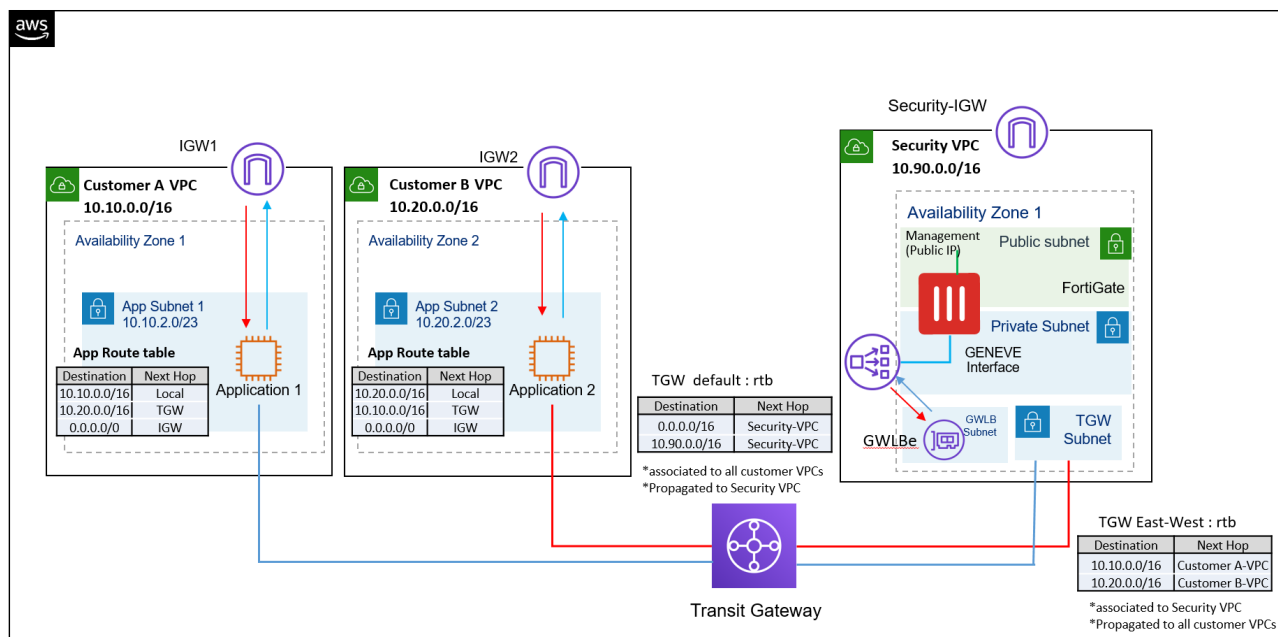 aws
IGW1
Customer A VPC
10.10.0.0/16
Availability Zone 1
App Subnet 1
10.10.2.0/23
App Route table
Destination Next Hop
10.10.0.0/16 Local
10.20.0.0/16 TGW
0.0.0.0/0 IGW
Application 1
IGW2
Customer B VPC
10.20.0.0/16
Availability Zone 2
App Subnet 2
10.20.2.0/23
App Route table
Destination Next Hop
10.20.0.0/16 Local
10.10.0.0/16 TGW
0.0.0.0/0 IGW
Application 2
TGW default : rtb
Destination Next Hop
0.0.0.0/16 Security-VPC
10.90.0.0/16 Security-VPC
*associated to all customer VPCs
*Propagated to Security VPC
Security-IGW
Security VPC
10.90.0.0/16
Availability Zone 1
Management
(Public IP)
Public subnet
FortiGate
Private Subnet
GENEVE
Interface
GWLB
Subnet
GWLBe
TGW
Subnet
Transit Gateway
TGW East-West : rtb
Destination Next Hop
10.10.0.0/16 Customer A-VPC
10.20.0.0/16 Customer B-VPC
*associated to Security VPC
*Propagated to all customer VPCs